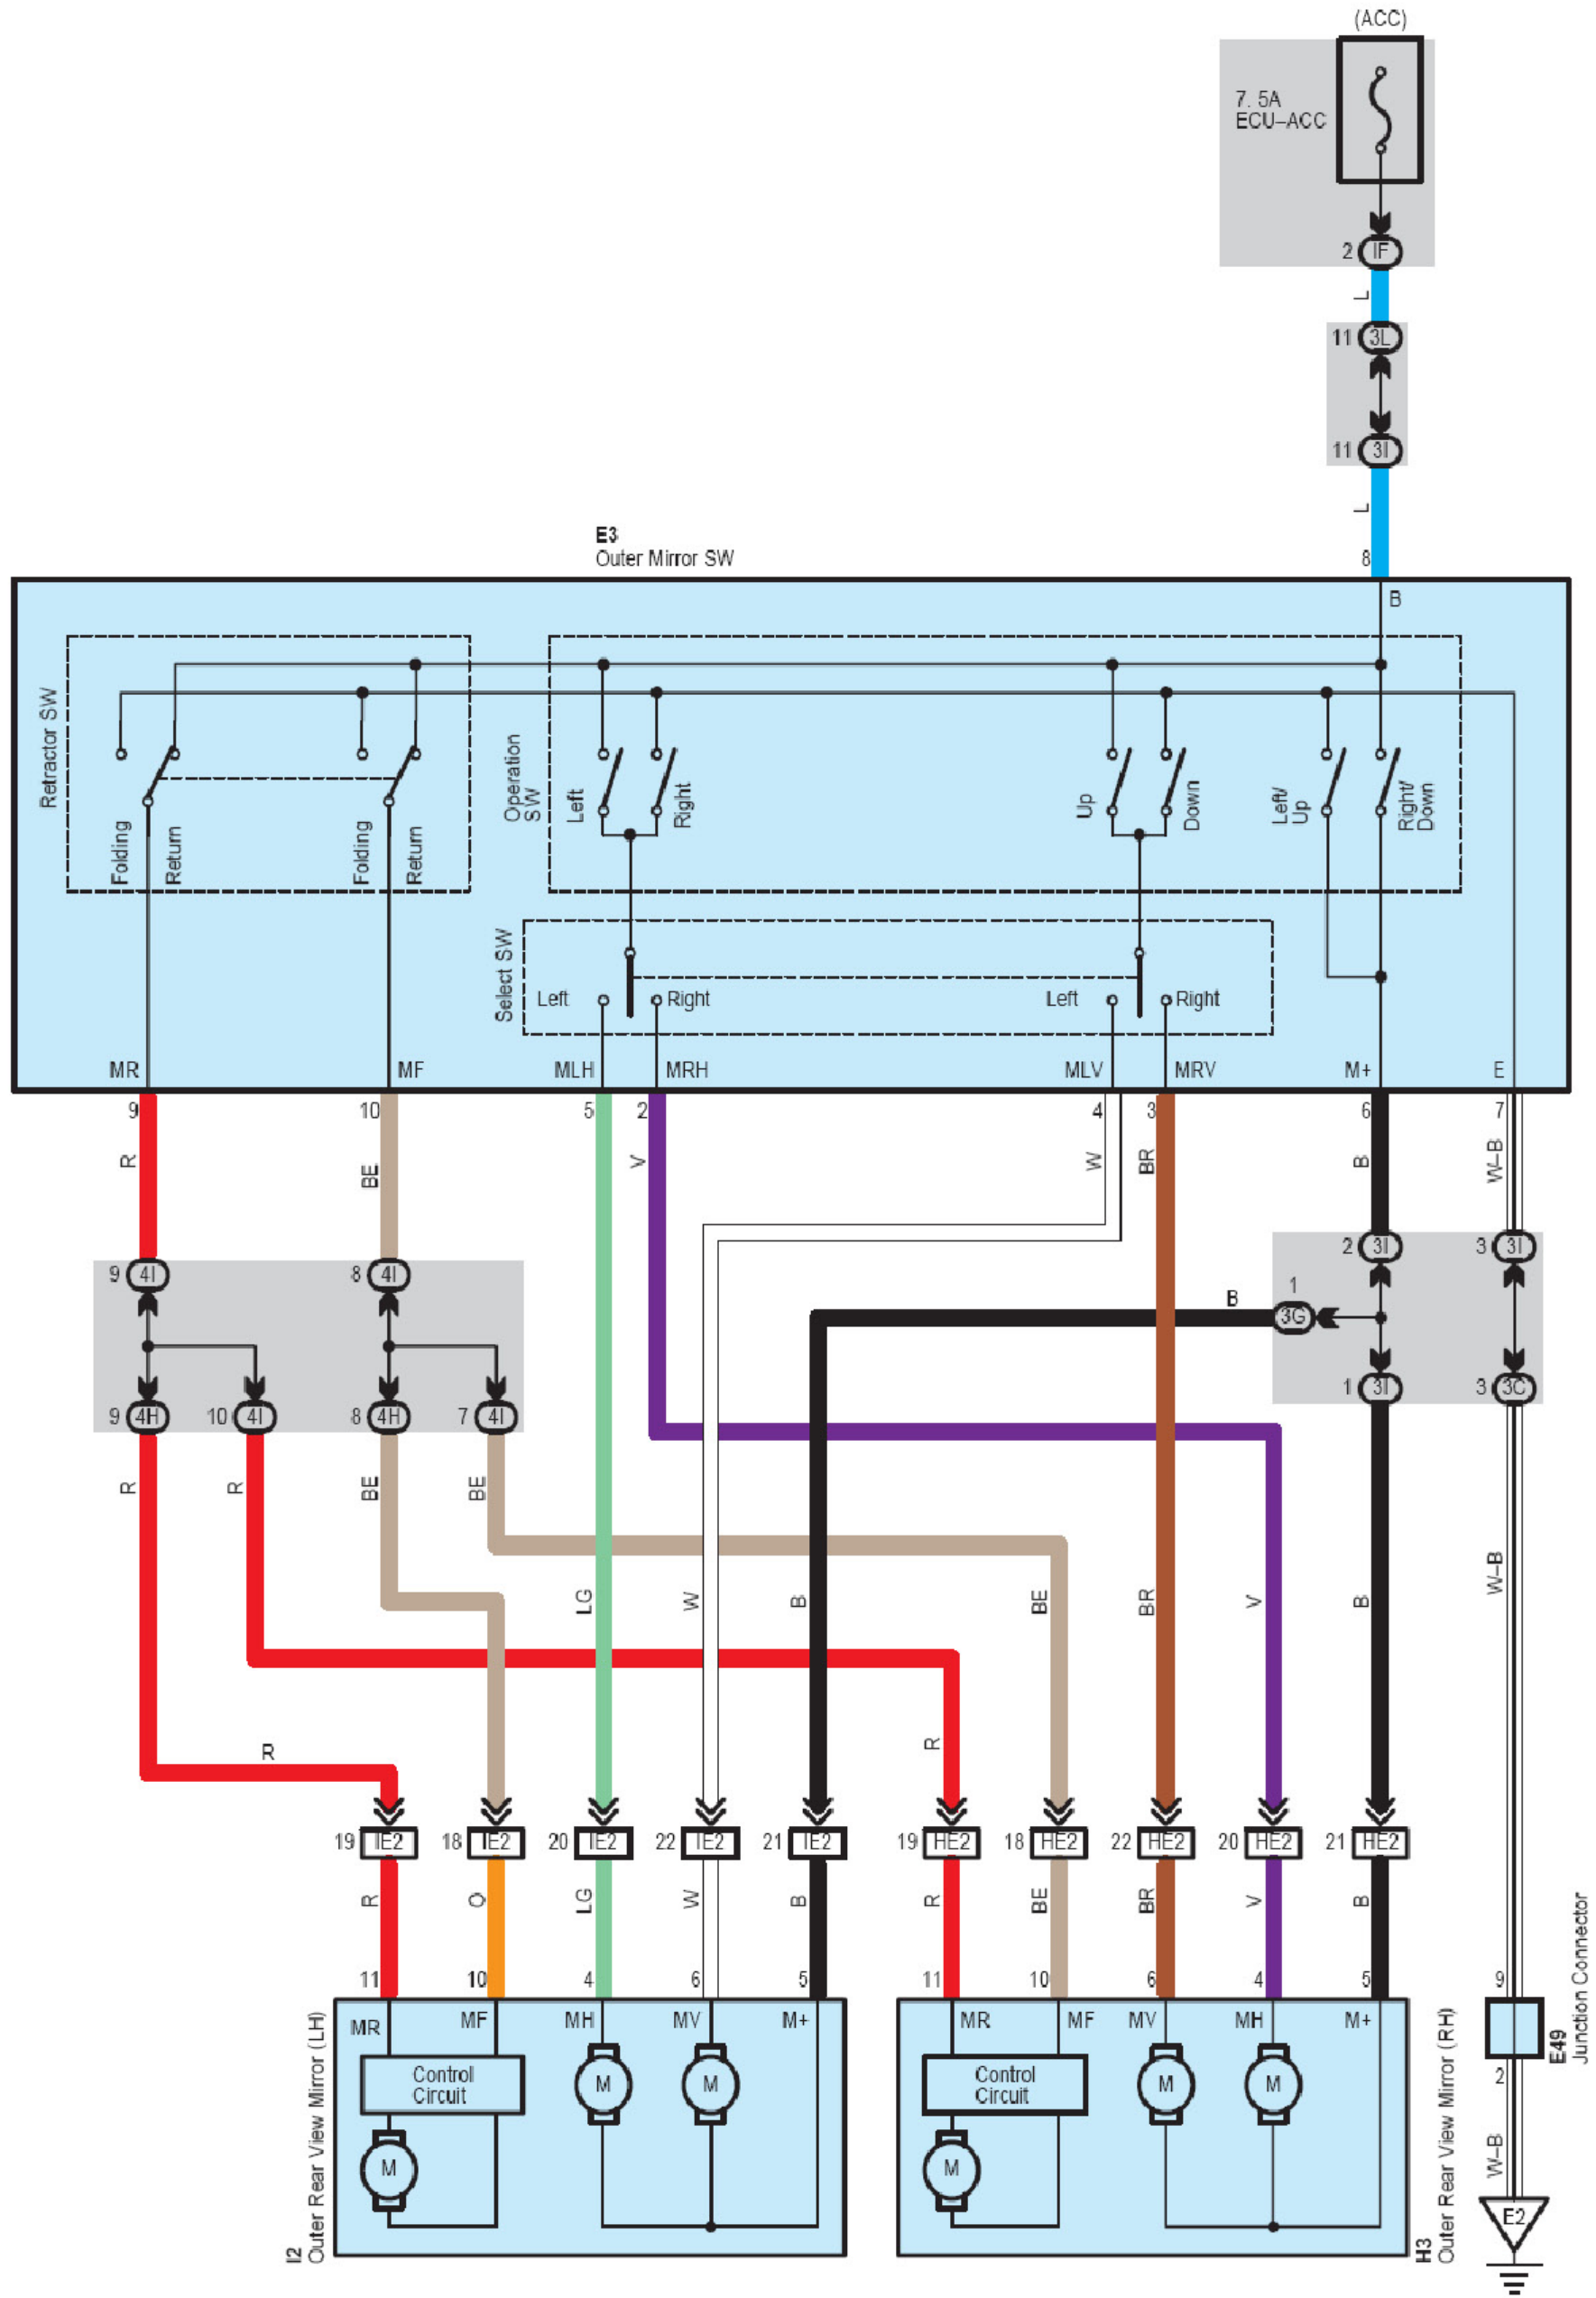 (ACC)
7. 5A
ECU–ACC
2 IF
L
11 3L
11 3I
L
8
E3
Outer Mirror SW
B
Retractor SW
Folding
Return
Folding
Return
Operation
SW
Left
Right
Up
Down
Left/
Up
Right/
Down
Select SW
Left
Right
Left
Right
MR
MF
MLH
MRH
MLV
MRV
M+
E
9
10
5
2
4
3
6
7
R
BE
V
W
BR
B
W–B
9 4I
8 4I
2 3I
3 3I
1
3G
B
9 4H
10 4I
8 4H
7 4I
1 3I
3 3C
R
R
BE
BE
LG
W
B
BE
BR
V
B
W–B
R
R
19 IE2
18 IE2
20 IE2
22 IE2
21 IE2
19 HE2
18 HE2
22 HE2
20 HE2
21 HE2
R
O
LG
W
B
R
BE
BR
V
B
11
10
4
6
5
11
10
6
4
5
9
MR
MF
MH
MV
M+
MR
MF
MV
MH
M+
E49
Junction Connector
Control
Circuit
M
M
M
Control
Circuit
M
M
M
2
W–B
E2
I2
Outer Rear View Mirror (LH)
H3
Outer Rear View Mirror (RH)